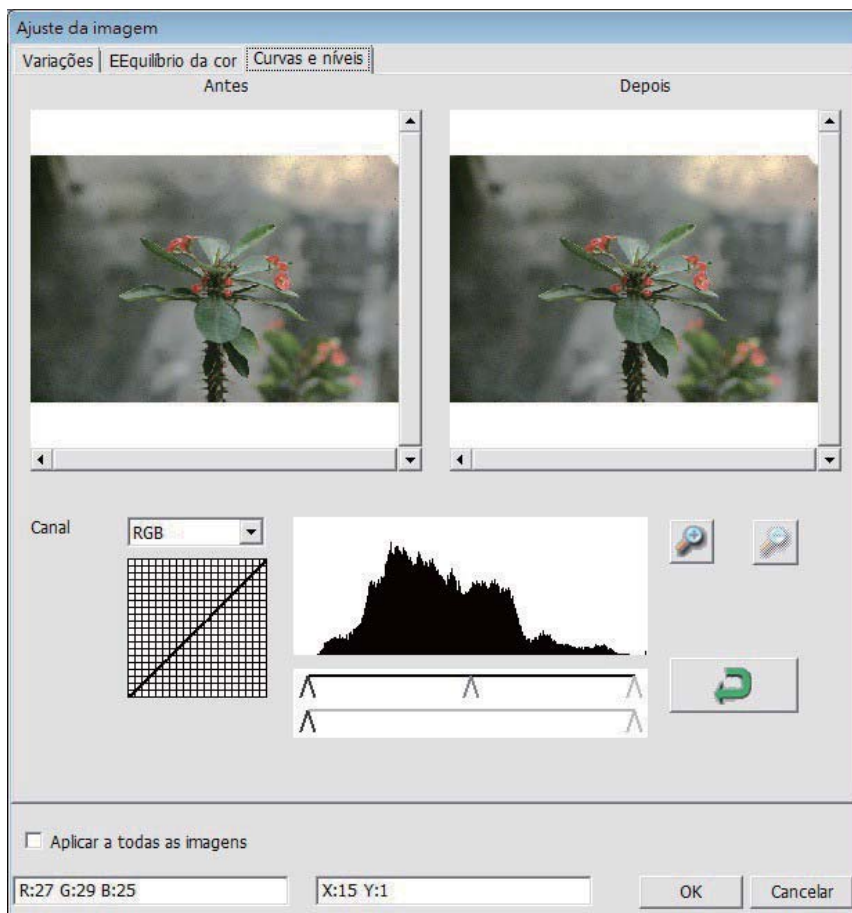 Ajuste da imagem
Variações EEquilíbrio da cor Curvas e níveis
Antes Depois
Canal RGB
Aplicar a todas as imagens
R:27 G:29 B:25 X:15 Y:1 OK Cancelar